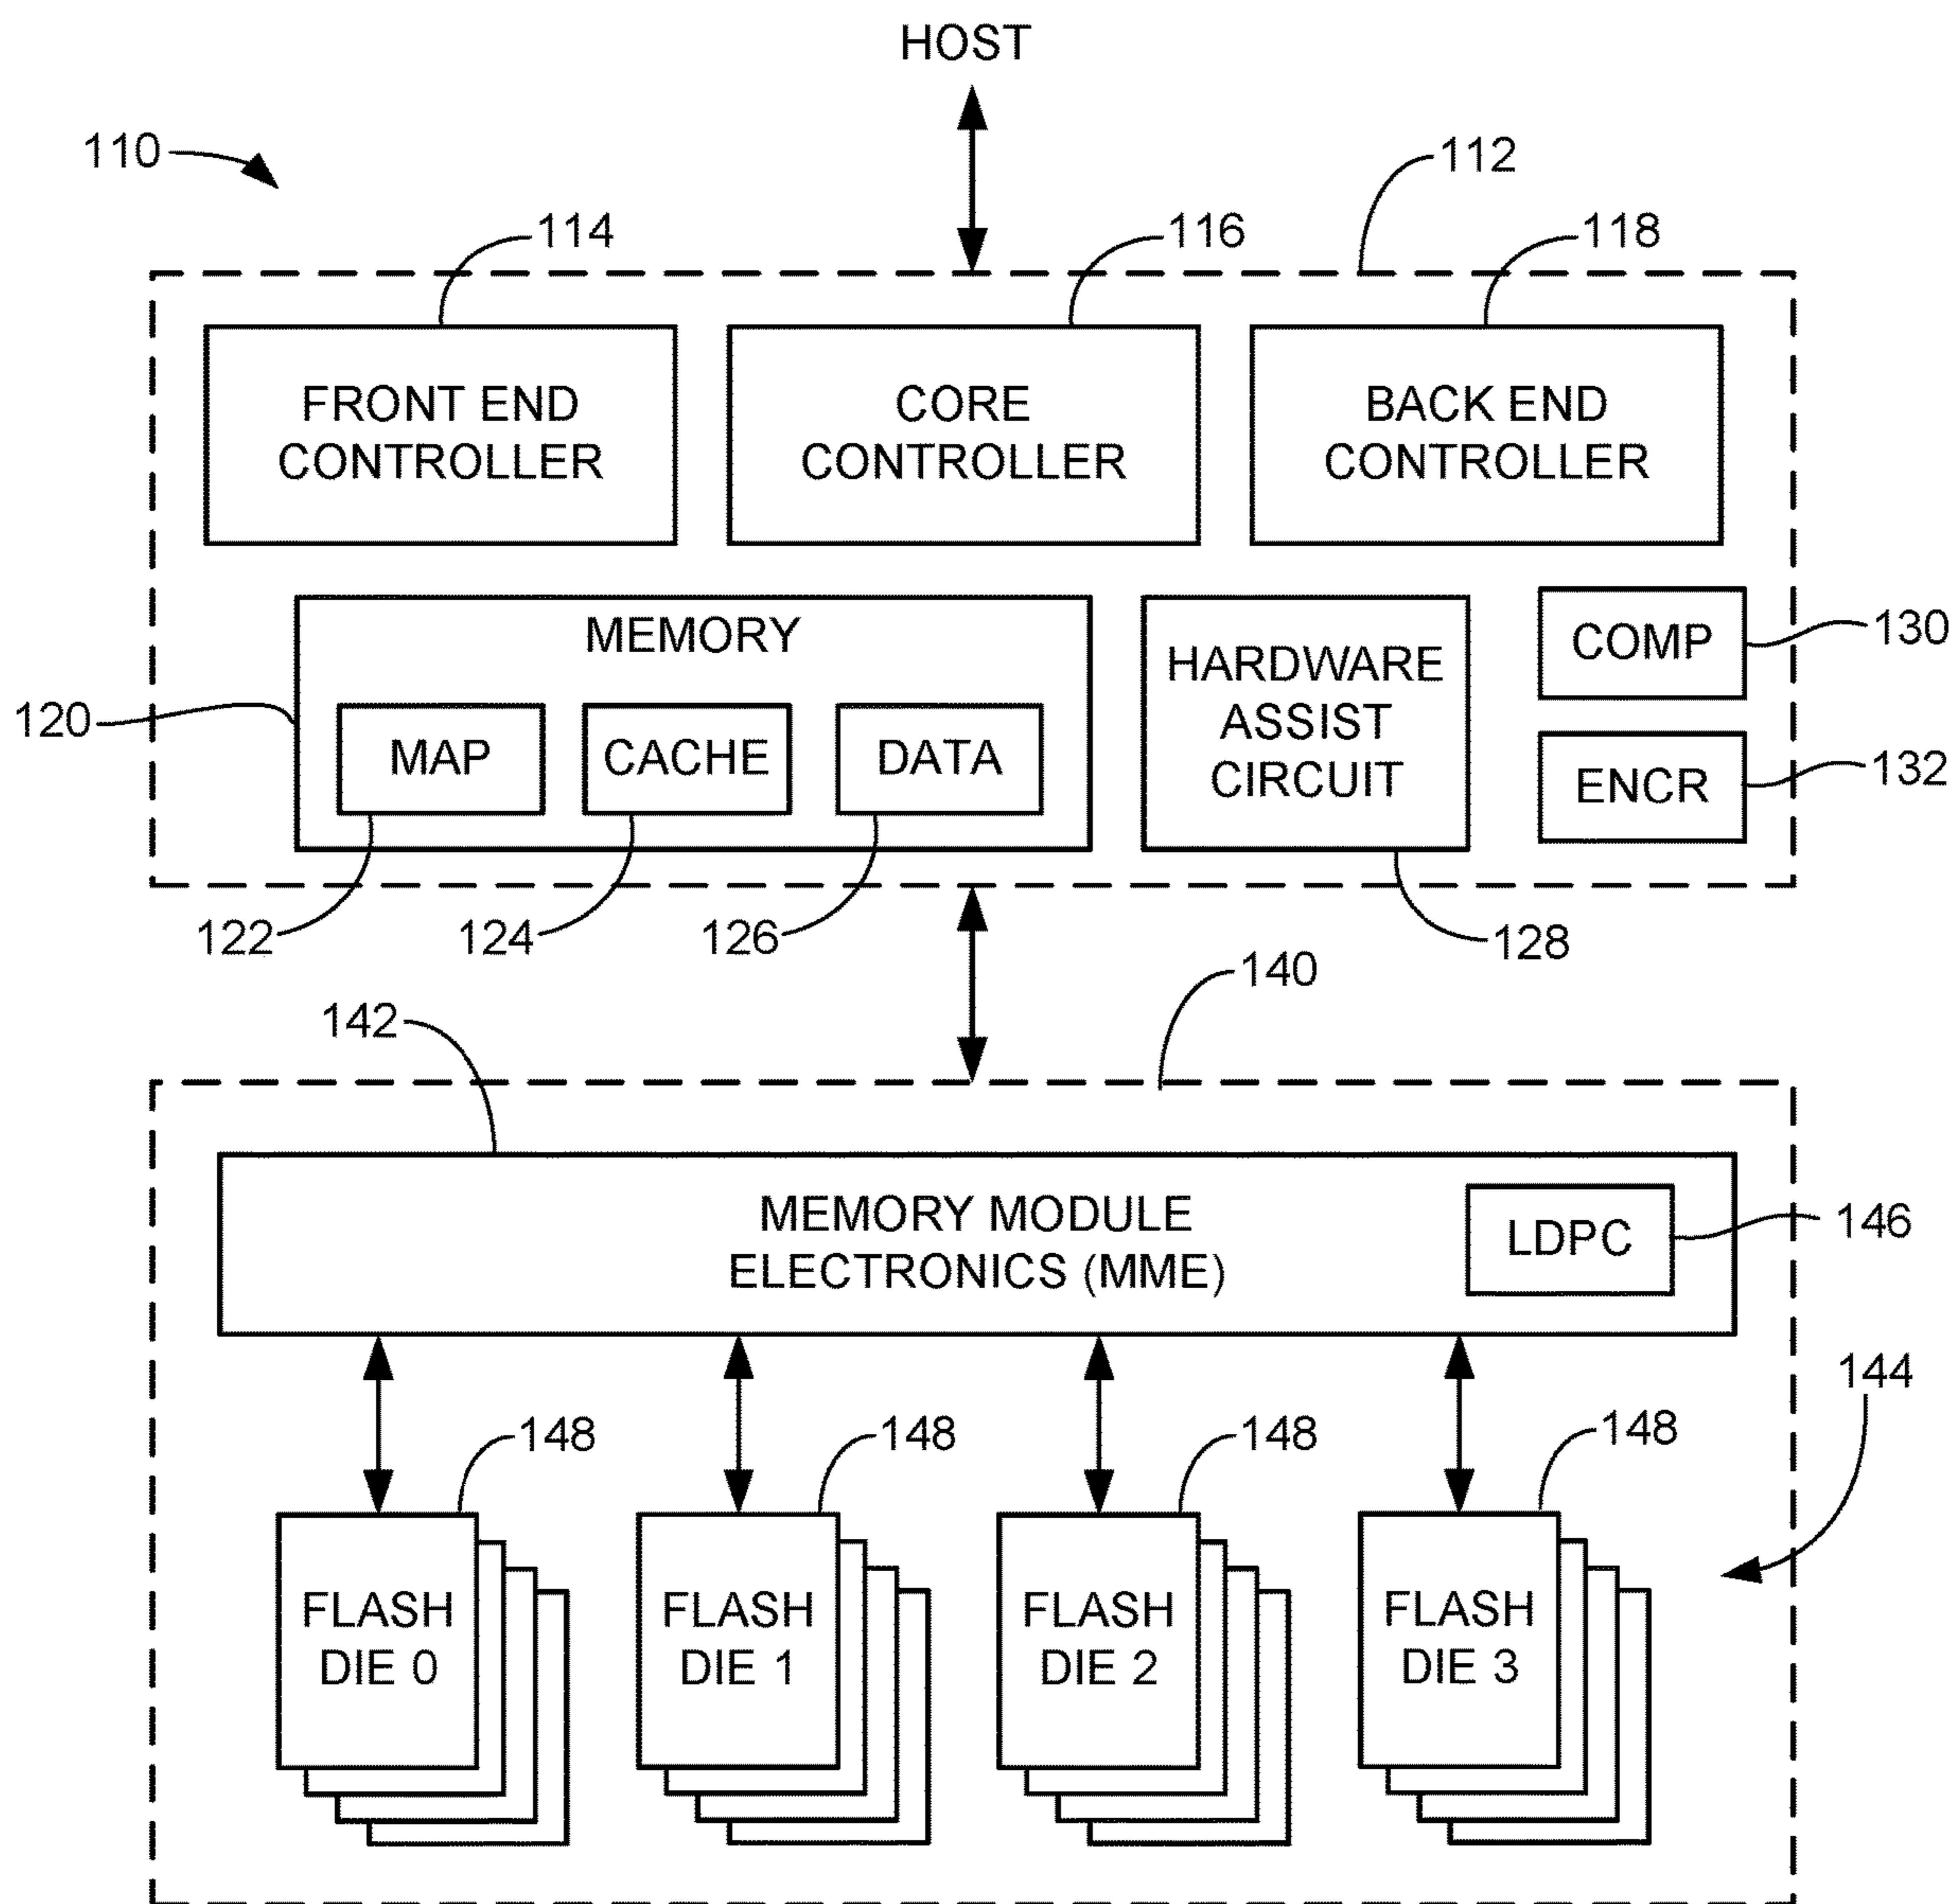 HOST
110
112
114
116
118
FRONT END
CONTROLLER
CORE
CONTROLLER
BACK END
CONTROLLER
MEMORY
120
MAP
CACHE
DATA
HARDWARE
ASSIST
CIRCUIT
COMP
130
ENCR
132
122
124
126
128
140
142
MEMORY MODULE
ELECTRONICS (MME)
LDPC
146
144
148
148
148
148
FLASH
DIE 0
FLASH
DIE 1
FLASH
DIE 2
FLASH
DIE 3